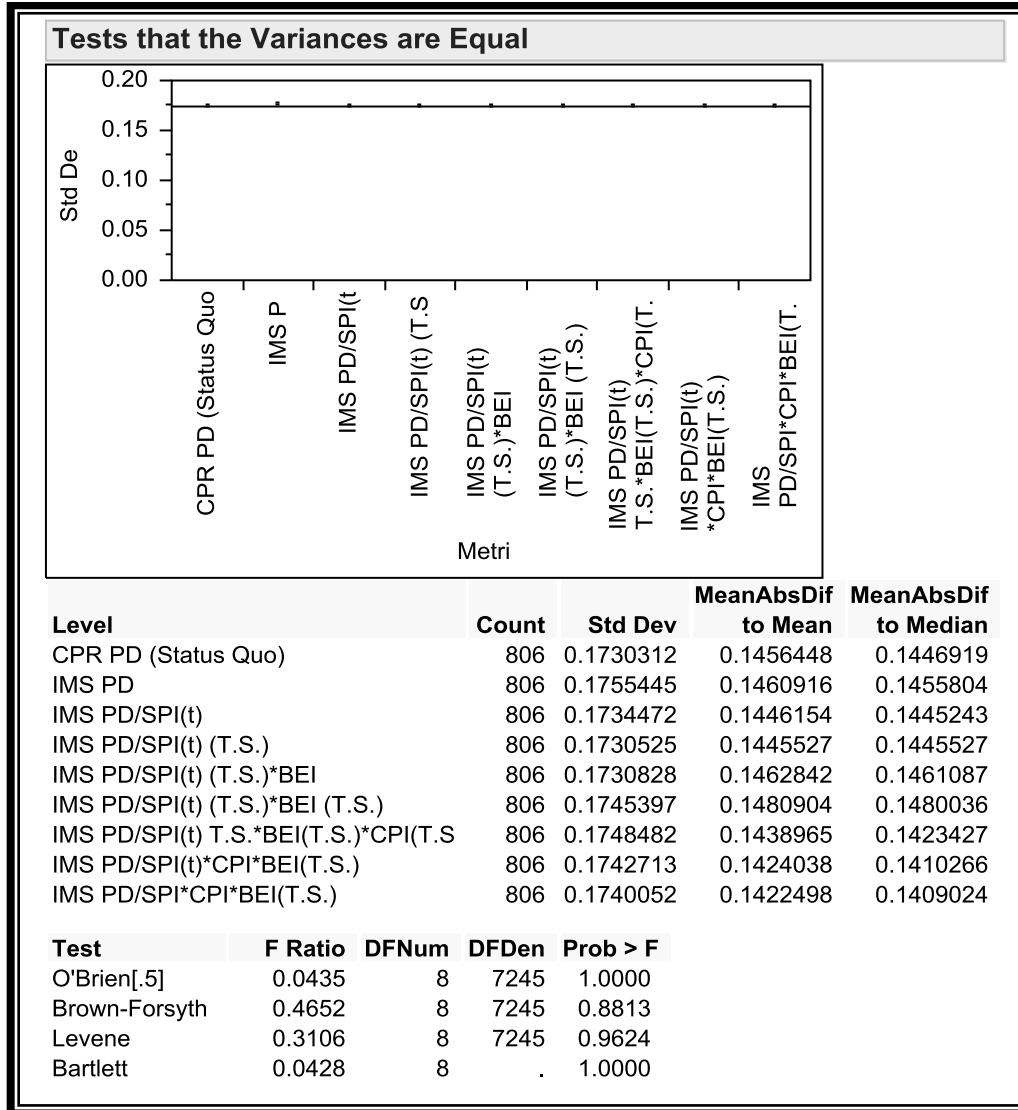 Tests that the Variances are Equal
0.20
0.15
0.10
0.05
0.00
Std De
CPR PD (Status Quo
IMS P
IMS PD/SPI(t
IMS PD/SPI(t) (T.S
IMS PD/SPI(t)
(T.S.)*BEI
IMS PD/SPI(t)
(T.S.)*BEI (T.S.)
IMS PD/SPI(t)
T.S.*BEI(T.S.)*CPI(T.
IMS PD/SPI(t)
*CPI*BEI(T.S.)
IMS
PD/SPI*CPI*BEI(T.
Metri
MeanAbsDif MeanAbsDif
Level Count Std Dev to Mean to Median
CPR PD (Status Quo) 806 0.1730312 0.1456448 0.1446919
IMS PD 806 0.1755445 0.1460916 0.1455804
IMS PD/SPI(t) 806 0.1734472 0.1446154 0.1445243
IMS PD/SPI(t) (T.S.) 806 0.1730525 0.1445527 0.1445527
IMS PD/SPI(t) (T.S.)*BEI 806 0.1730828 0.1462842 0.1461087
IMS PD/SPI(t) (T.S.)*BEI (T.S.) 806 0.1745397 0.1480904 0.1480036
IMS PD/SPI(t) T.S.*BEI(T.S.)*CPI(T.S 806 0.1748482 0.1438965 0.1423427
IMS PD/SPI(t)*CPI*BEI(T.S.) 806 0.1742713 0.1424038 0.1410266
IMS PD/SPI*CPI*BEI(T.S.) 806 0.1740052 0.1422498 0.1409024
Test F Ratio DFNum DFDen Prob > F
O'Brien[.5] 0.0435 8 7245 1.0000
Brown-Forsyth 0.4652 8 7245 0.8813
Levene 0.3106 8 7245 0.9624
Bartlett 0.0428 8 . 1.0000